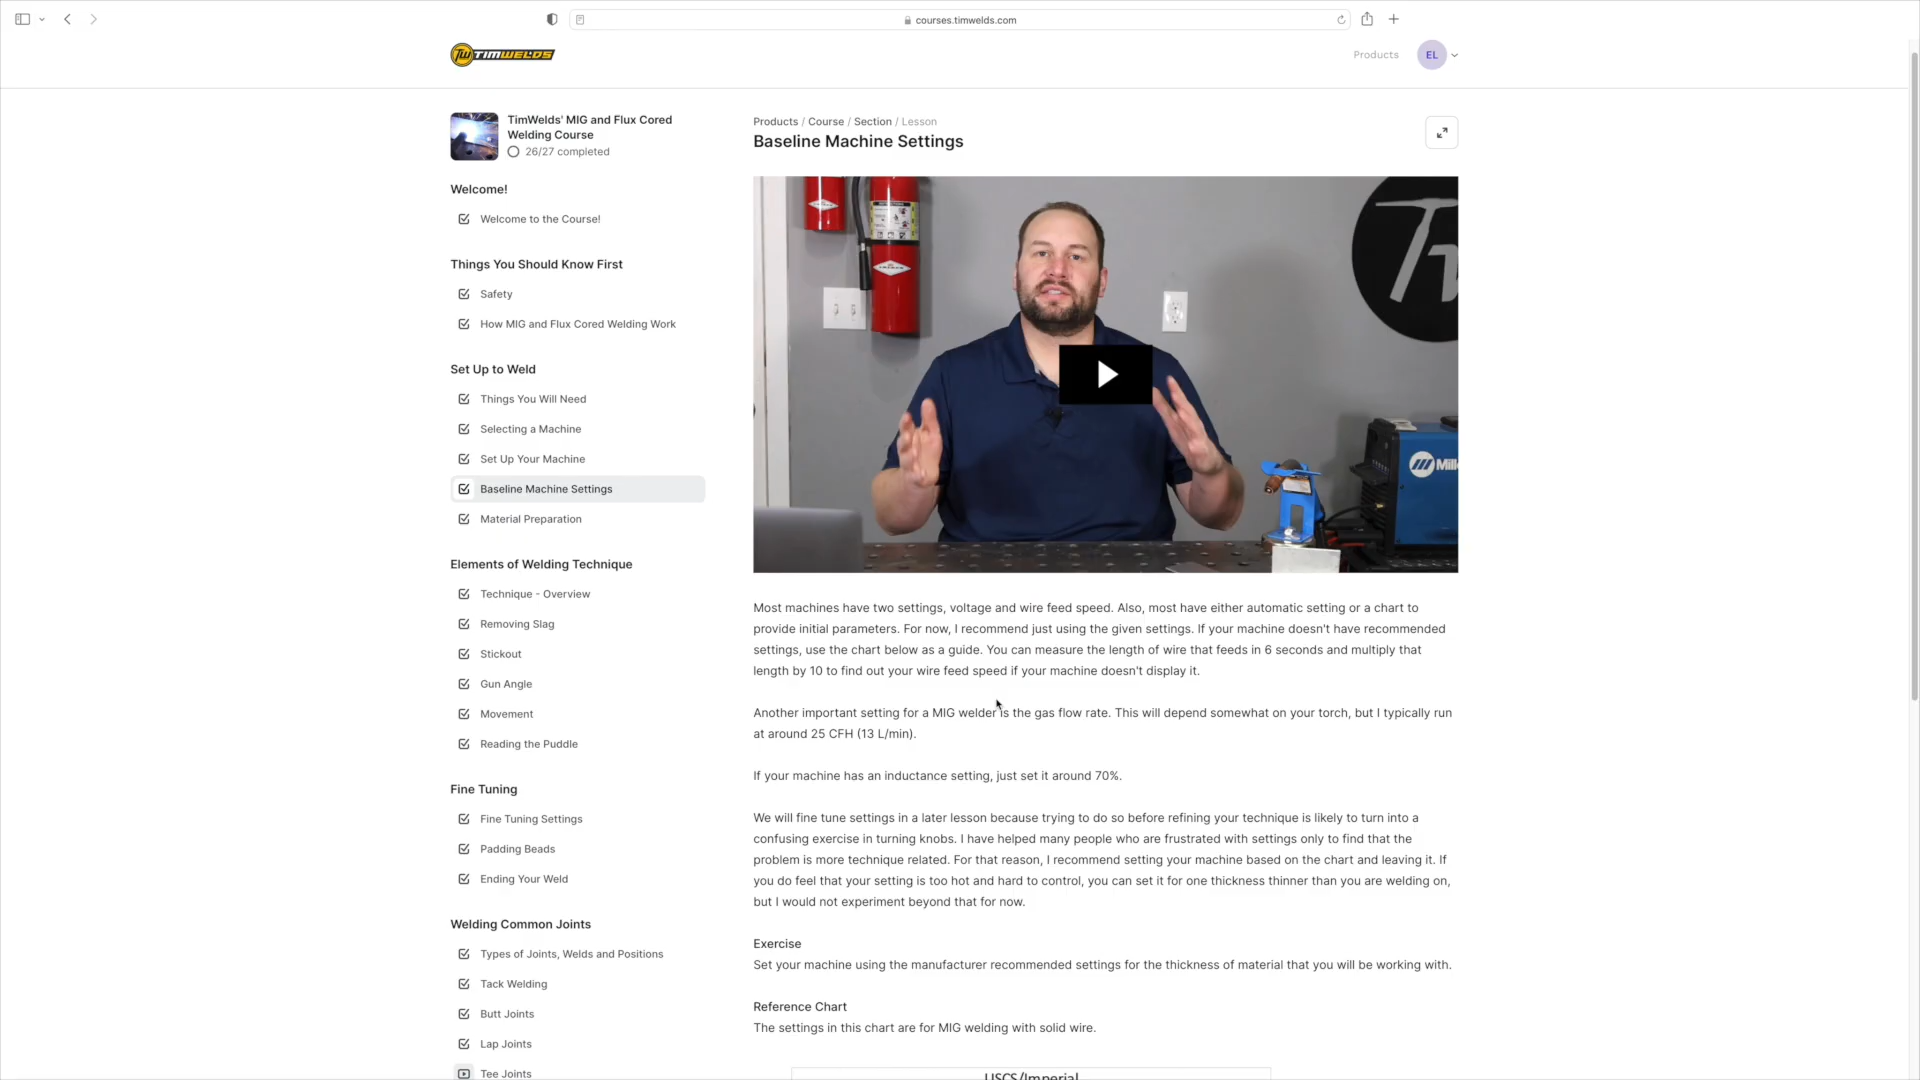 courses.timwelds.com
TW TIMWELDS
Products
EL
TimWelds' MIG and Flux Cored
Welding Course
26/27 completed
Welcome!
Welcome to the Course!
Things You Should Know First
Safety
How MIG and Flux Cored Welding Work
Set Up to Weld
Things You Will Need
Selecting a Machine
Set Up Your Machine
Baseline Machine Settings
Material Preparation
Elements of Welding Technique
Technique - Overview
Removing Slag
Stickout
Gun Angle
Movement
Reading the Puddle
Fine Tuning
Fine Tuning Settings
Padding Beads
Ending Your Weld
Welding Common Joints
Types of Joints, Welds and Positions
Tack Welding
Butt Joints
Lap Joints
Tee Joints
Products / Course / Section / Lesson
Baseline Machine Settings
Mill
Most machines have two settings, voltage and wire feed speed. Also, most have either automatic setting or a chart to
provide initial parameters. For now, I recommend just using the given settings. If your machine doesn't have recommended
settings, use the chart below as a guide. You can measure the length of wire that feeds in 6 seconds and multiply that
length by 10 to find out your wire feed speed if your machine doesn't display it.
Another important setting for a MIG welder is the gas flow rate. This will depend somewhat on your torch, but I typically run
at around 25 CFH (13 L/min).
If your machine has an inductance setting, just set it around 70%.
We will fine tune settings in a later lesson because trying to do so before refining your technique is likely to turn into a
confusing exercise in turning knobs. I have helped many people who are frustrated with settings only to find that the
problem is more technique related. For that reason, I recommend setting your machine based on the chart and leaving it. If
you do feel that your setting is too hot and hard to control, you can set it for one thickness thinner than you are welding on,
but I would not experiment beyond that for now.
Exercise
Set your machine using the manufacturer recommended settings for the thickness of material that you will be working with.
Reference Chart
The settings in this chart are for MIG welding with solid wire.
USCS/Imperial